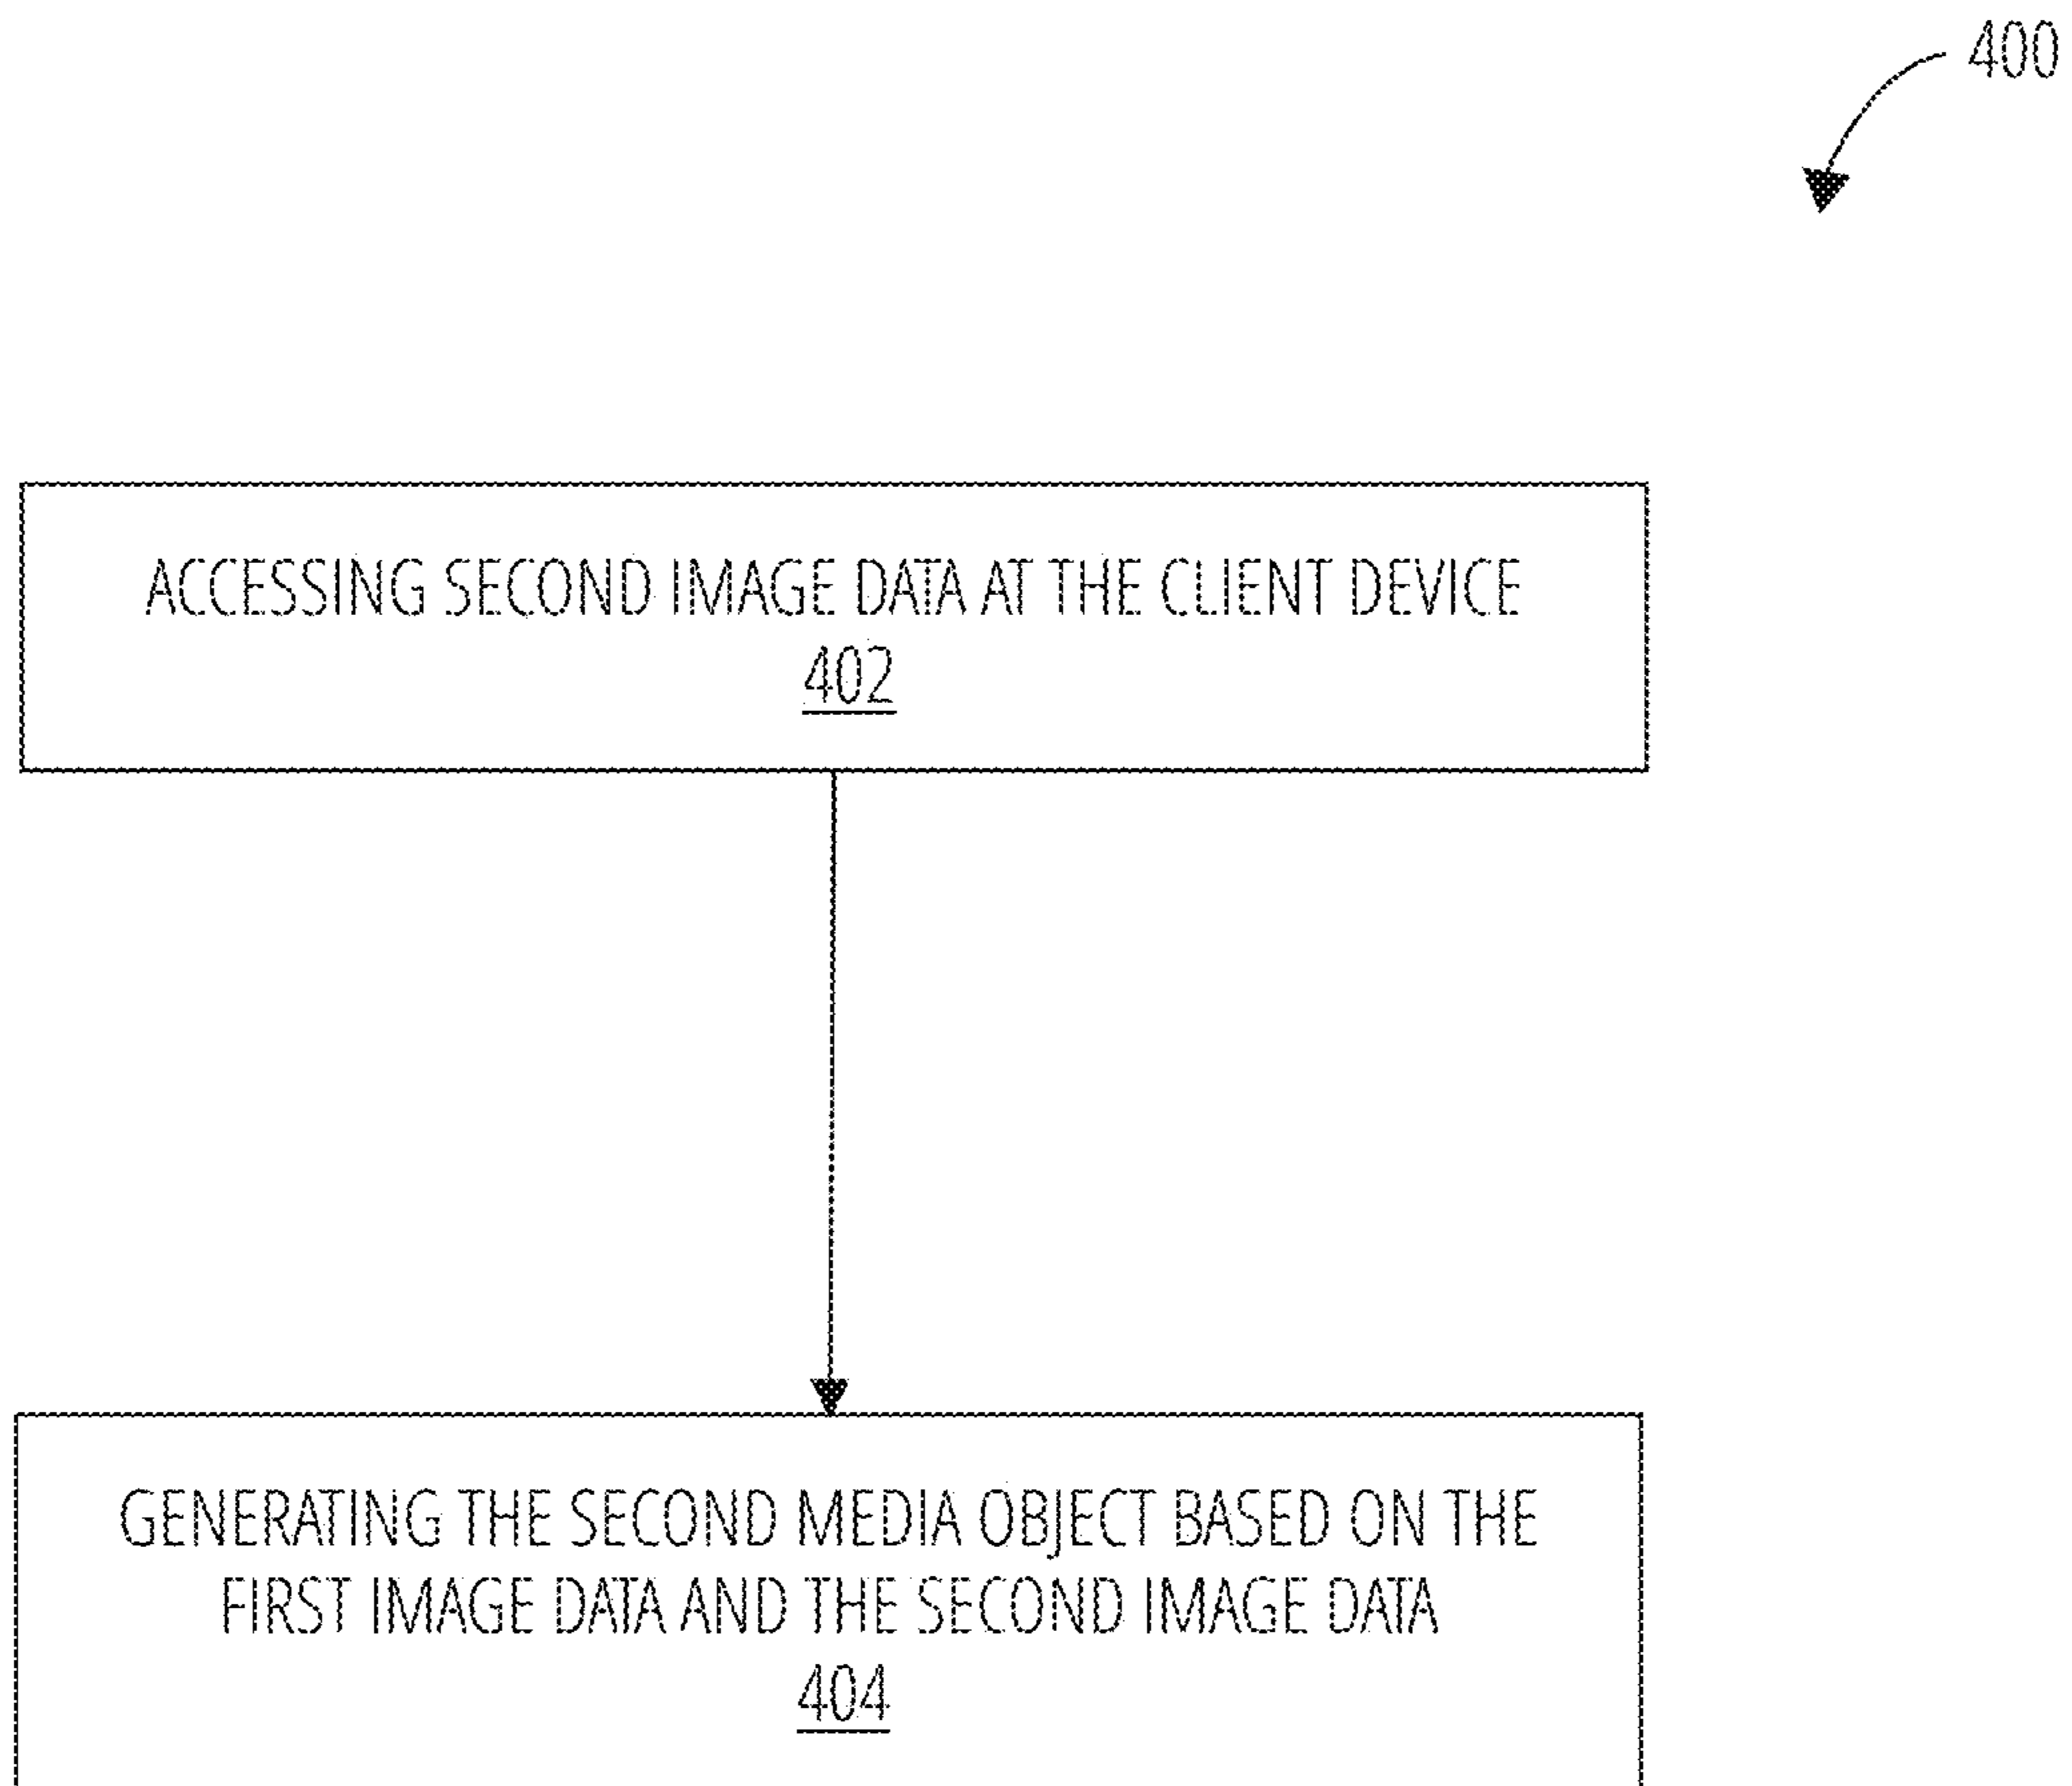 400
ACCESSING SECOND IMAGE DATA AT THE CLIENT DEVICE
402
GENERATING THE SECOND MEDIA OBJECT BASED ON THE
FIRST IMAGE DATA AND THE SECOND IMAGE DATA
404